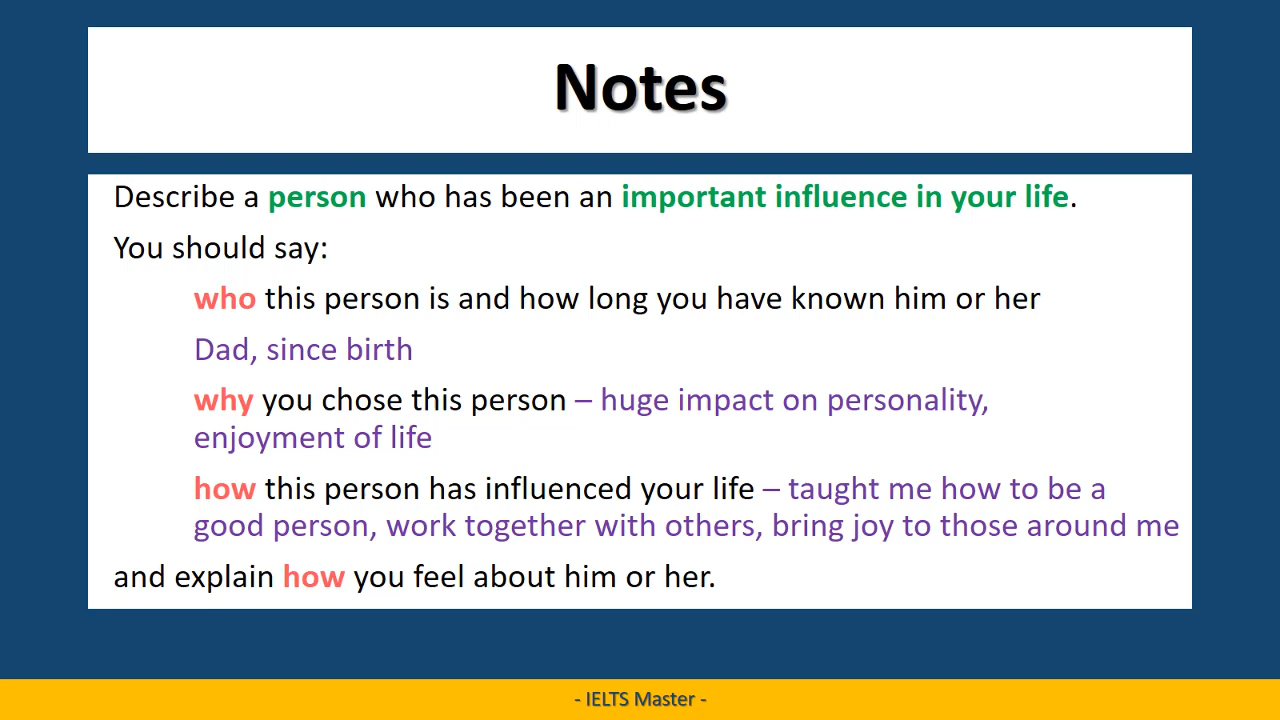 Notes
Describe a person who has been an important influence in your life.
You should say:
who this person is and how long you have known him or her
Dad, since birth
why you chose this person – huge impact on personality,
enjoyment of life
how this person has influenced your life – taught me how to be a
good person, work together with others, bring joy to those around me
and explain how you feel about him or her.
- IELTS Master -